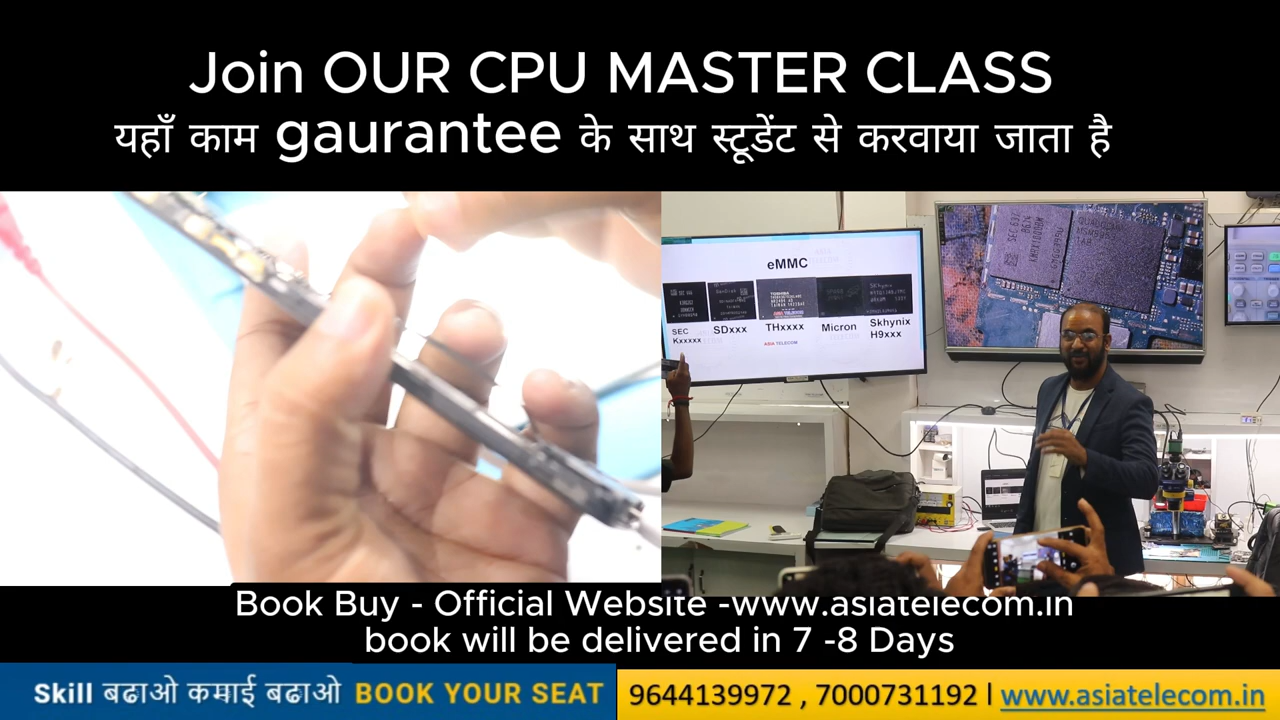 Join OUR CPU MASTER CLASS
यहाँ काम gaurantee के साथ स्टूडेंट से करवाया जाता है
eMMC
SEC
Kxxxxx
SDxxx
THxxxx
Micron
Skhynix
H9xxx
ASIA TELECOM
Book Buy - Official Website -www.asiatelecom.in
book will be delivered in 7 -8 Days
Skill बढाओ कमाई बढाओ BOOK YOUR SEAT
9644139972 , 7000731192 l www.asiatelecom.in